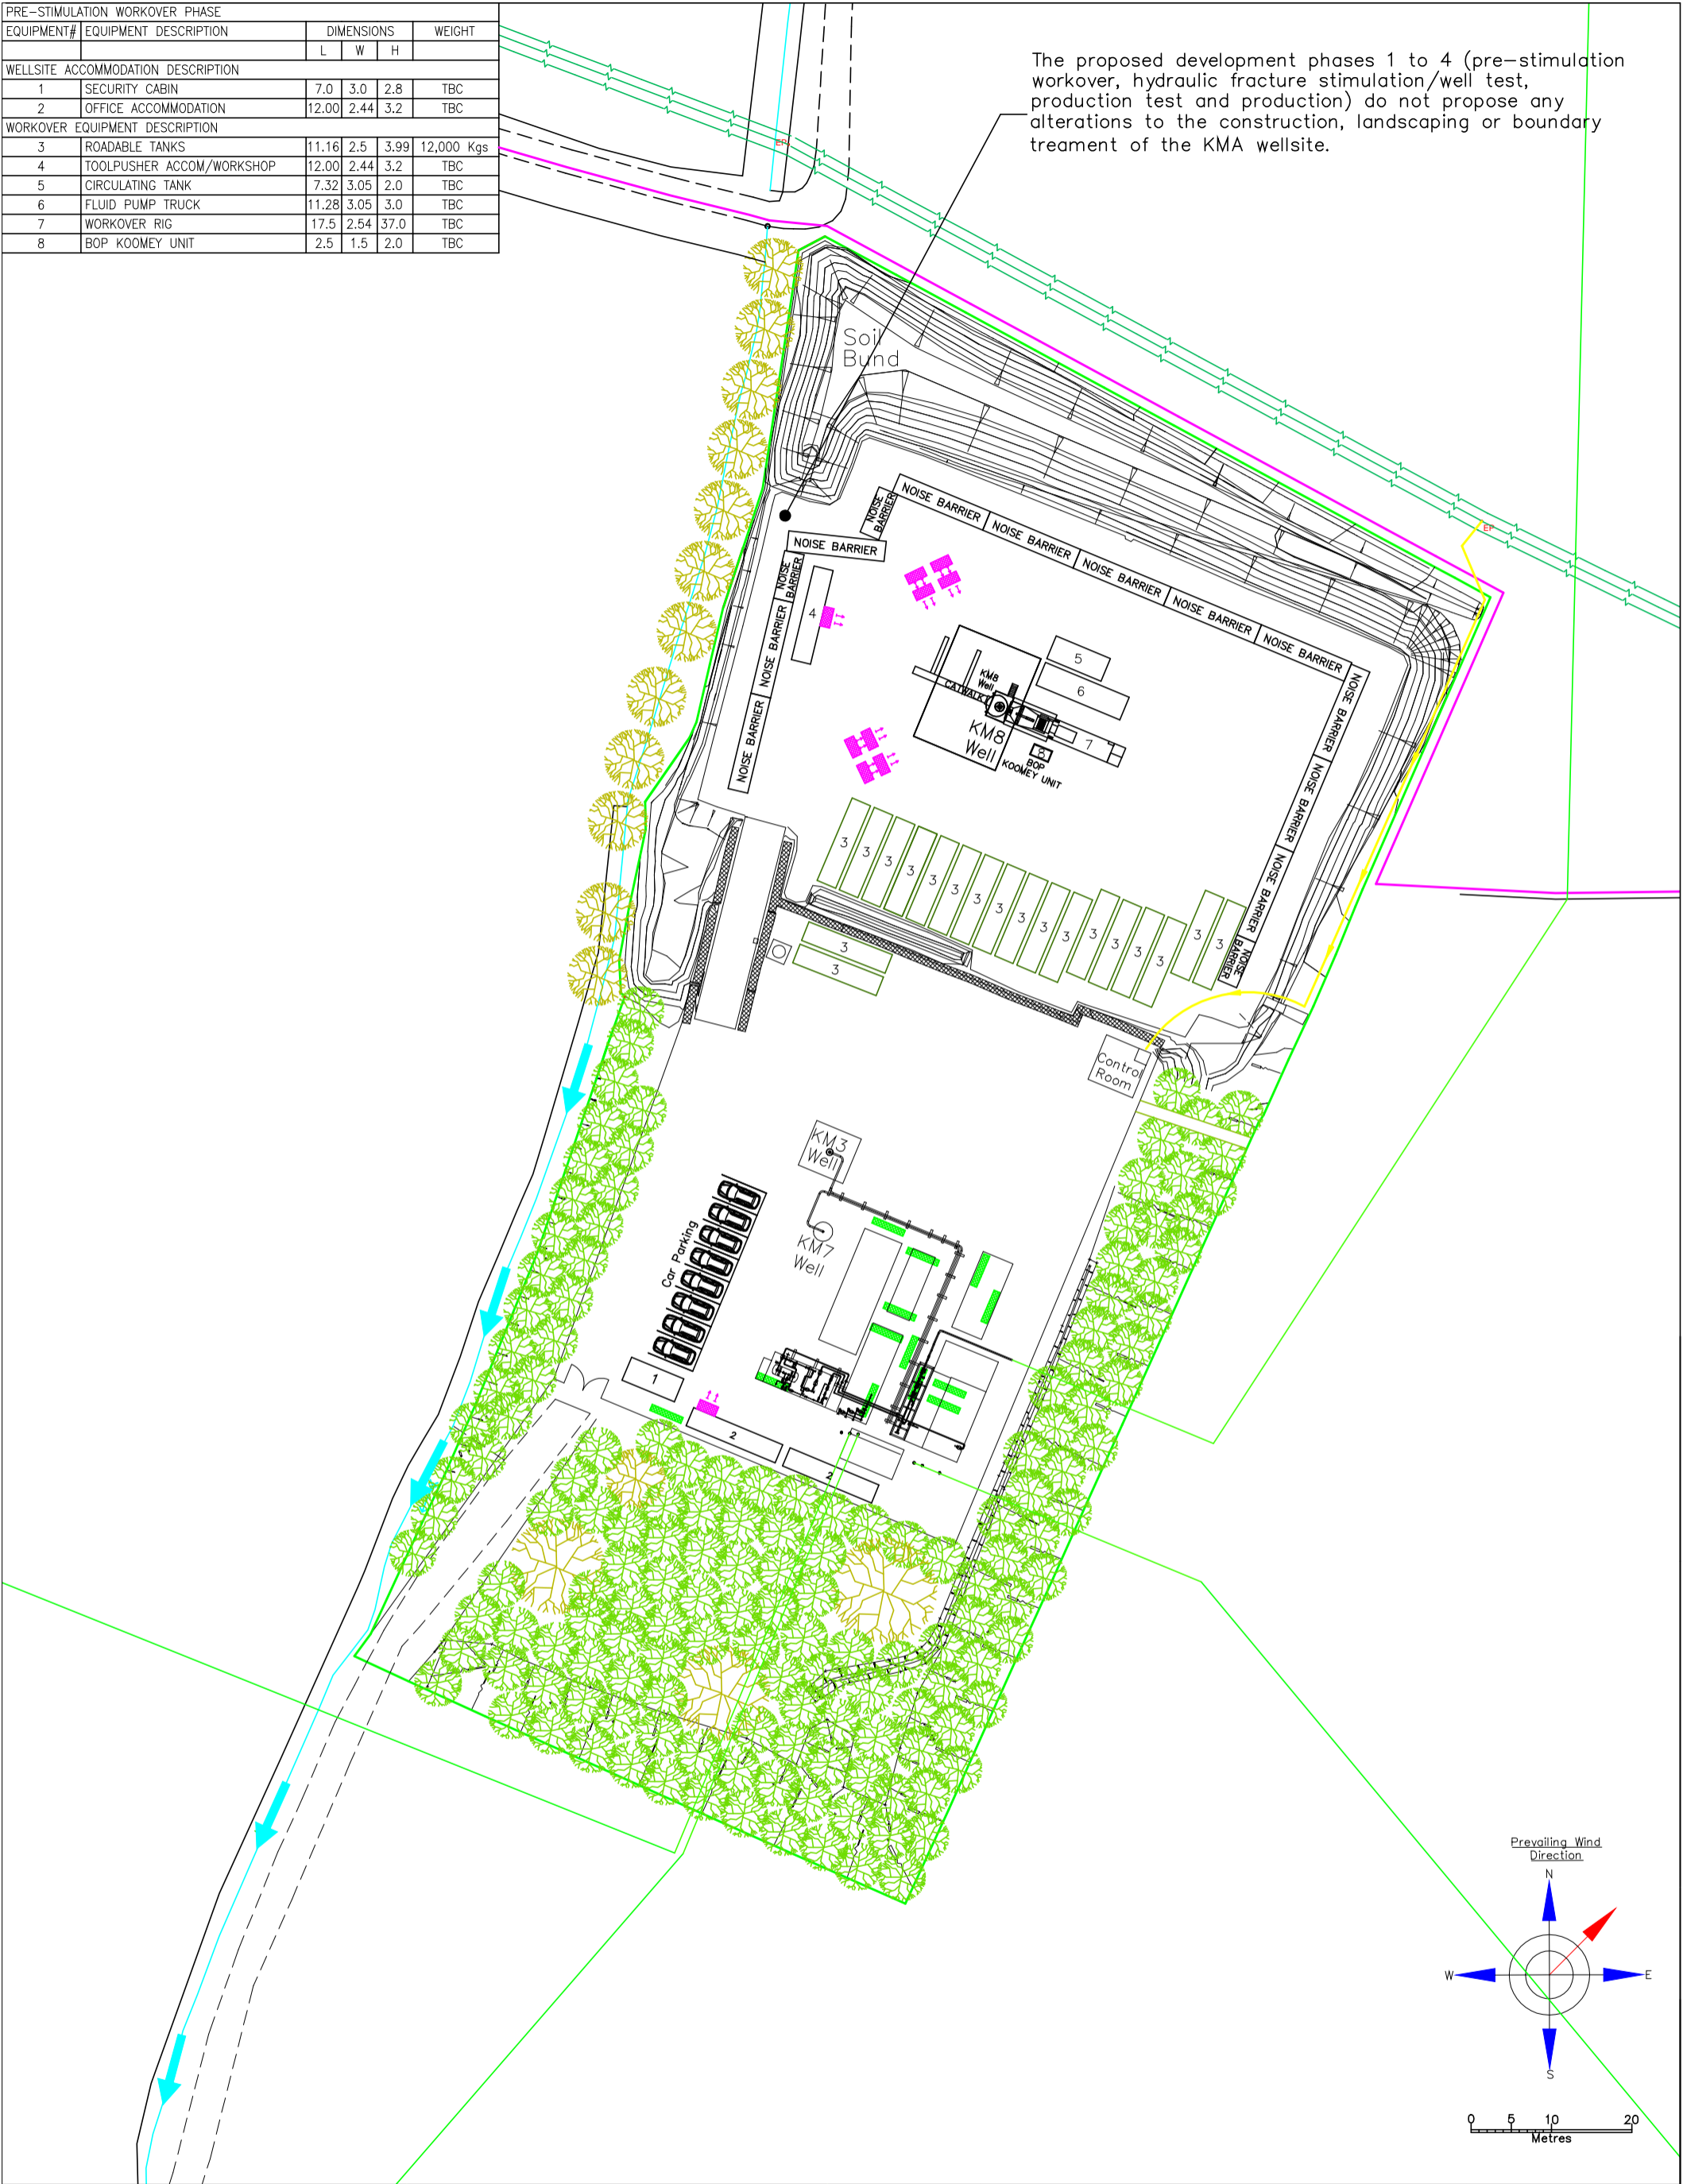 PRE-STIMULATION WORKOVER PHASE
EQUIPMENT# EQUIPMENT DESCRIPTION DIMENSIONS WEIGHT
L W H
WELLSITE ACCOMMODATION DESCRIPTION
1 SECURITY CABIN 7.0 3.0 2.8 TBC
2 OFFICE ACCOMMODATION 12.00 2.44 3.2 TBC
WORKOVER EQUIPMENT DESCRIPTION
3 ROADABLE TANKS 11.16 2.5 3.99 12,000 Kgs
4 TOOLPUSHER ACCOM/WORKSHOP 12.00 2.44 3.2 TBC
5 CIRCULATING TANK 7.32 3.05 2.0 TBC
6 FLUID PUMP TRUCK 11.28 3.05 3.0 TBC
7 WORKOVER RIG 17.5 2.54 37.0 TBC
8 BOP KOOMEY UNIT 2.5 1.5 2.0 TBC
The proposed development phases 1 to 4 (pre-stimulation
workover, hydraulic fracture stimulation/well test,
production test and production) do not propose any
alterations to the construction, landscaping or boundary
treament of the KMA wellsite.
EP
Soil
Bund
NOISE BARRIER
NOISE BARRIER
NOISE BARRIER
NOISE BARRIER
NOISE BARRIER
NOISE BARRIER
EP
NOISE BARRIER
NOISE BARRIER
NOISE BARRIER
NOISE BARRIER
4
5
6
KM8
Well
CATWALK
KM8
Well
7
8
BOP
KOOMEY UNIT
NOISE BARRIER
NOISE BARRIER
NOISE BARRIER
NOISE BARRIER
3 3 3 3 3 3 3 3 3 3 3 3 3 3 3 3 3
3
3
Control
Room
KM3
Well
KM7
Well
Car Parking
1
2
2
Prevailing Wind
Direction
N
W E
S
0 5 10 20
Metres